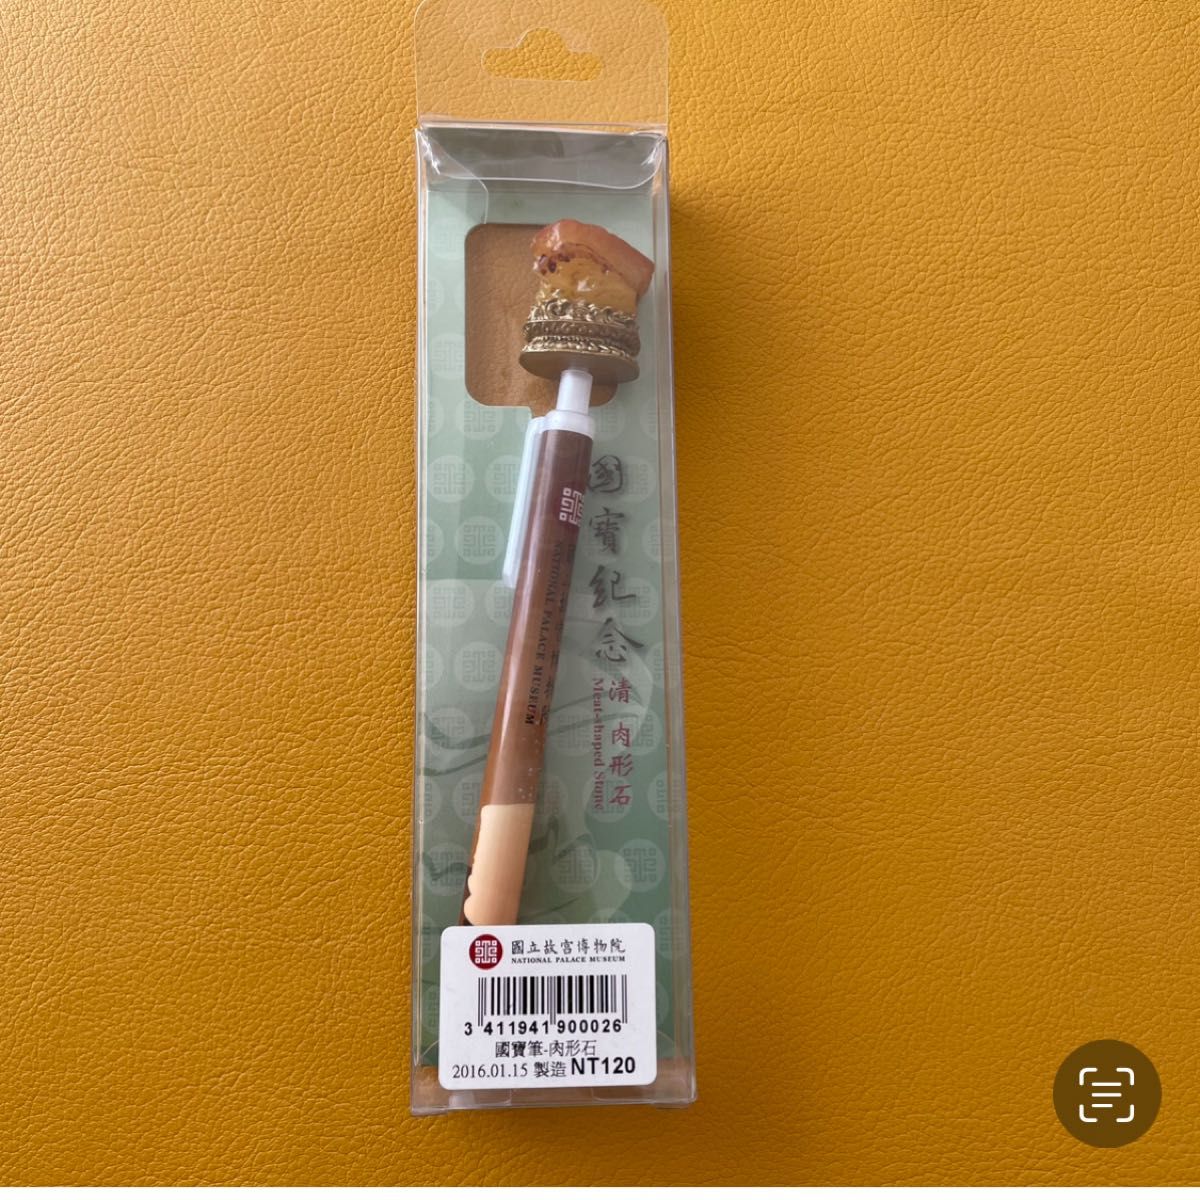 國寶紀念
清 肉形石
Meat-shaped Stone
NATIONAL PALACE MUSEUM
國立故宮博物院
NATIONAL PALACE MUSEUM
3 411941 900026
國寶筆-肉形石
2016.01.15 製造 NT120